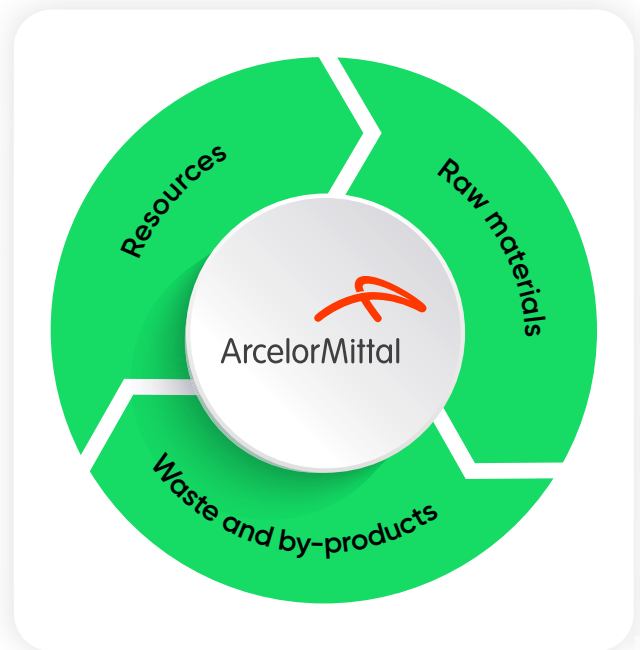 Resources
Raw materials
ArcelorMittal
Waste and by-products